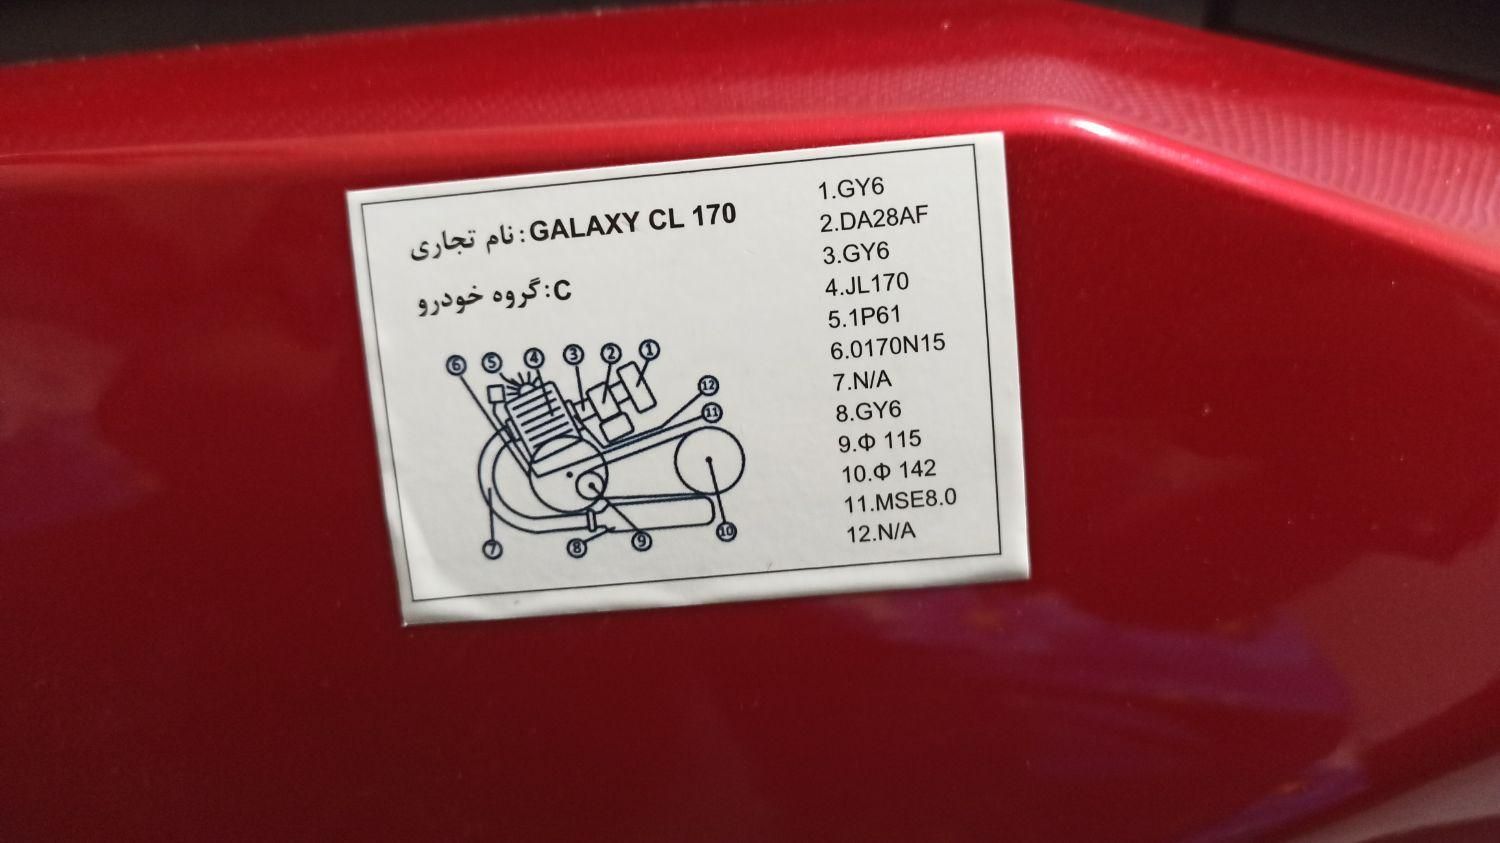 نام تجاری: GALAXY CL 170
گروه خودرو: C
6 5 4 3 2 1
12
11
7 8 9 10
1.GY6
2.DA28AF
3.GY6
4.JL170
5.1P61
6.0170N15
7.N/A
8.GY6
9.Φ 115
10.Φ 142
11.MSE8.0
12.N/A